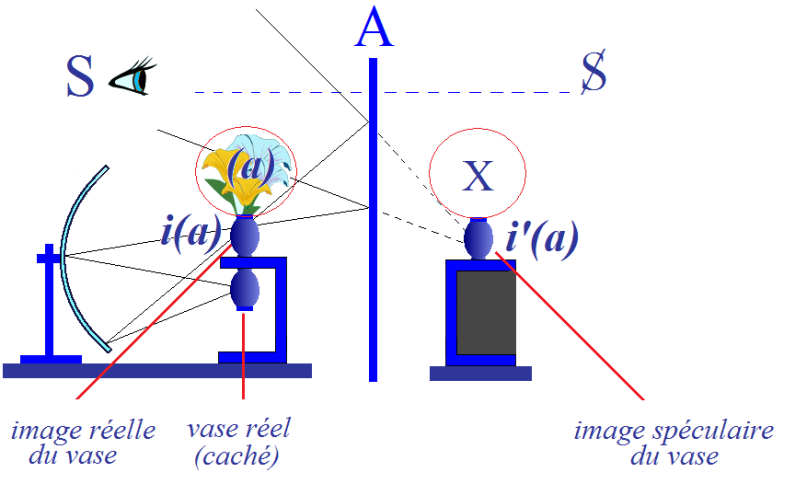 A
S
$
(a)
X
i(a)
i'(a)
image réelle
du vase
vase réel
(caché)
image spéculaire
du vase